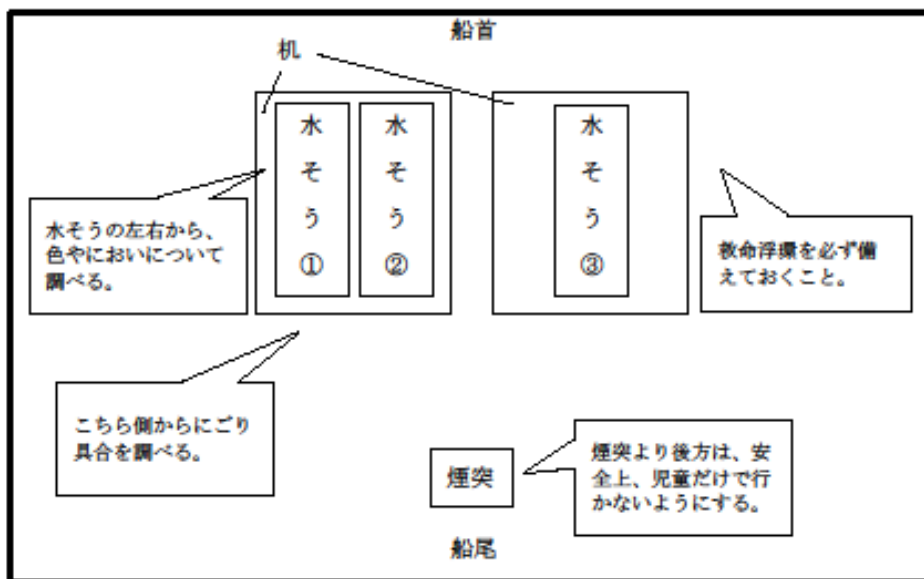 船首
机
水そう①
水そう②
水そう③
水そうの左右から、
色やにおいについて
調べる。
救命浮環を必ず備
えておくこと。
こちら側からにごり
具合を調べる。
煙突
煙突より後方は、安
全上、児童だけで行
かないようにする。
船尾